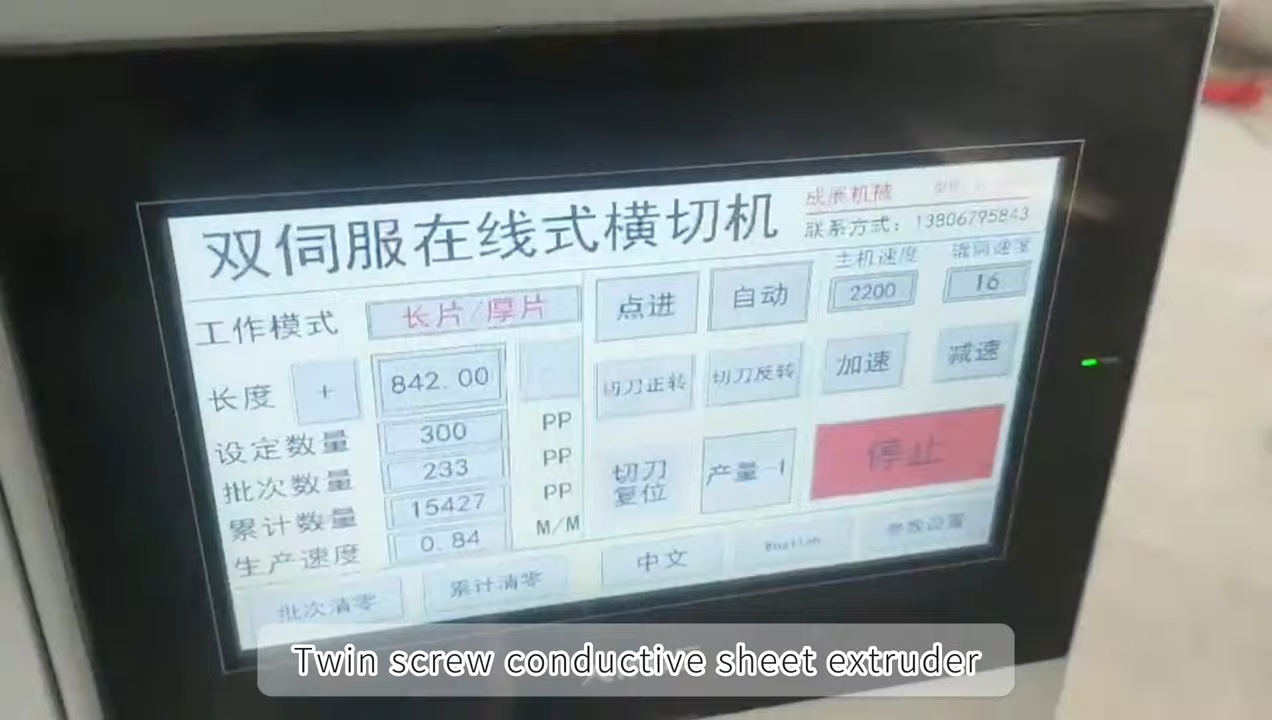 双伺服在线式横切机
成展机械
联系方式: 13806795843
主机速度
2200
辊筒速度
16
工作模式 长片/厚片
点进 自动
长度 + 842.00
切刀正转 切刀反转
加速 减速
设定数量 300 PP
批次数量 233 PP
累计数量 15427 PP
生产速度 0.84 M/M
切刀
复位
产量-1
停止
批次清零 累计清零
中文 English 参数设置
Twin screw conductive sheet extruder